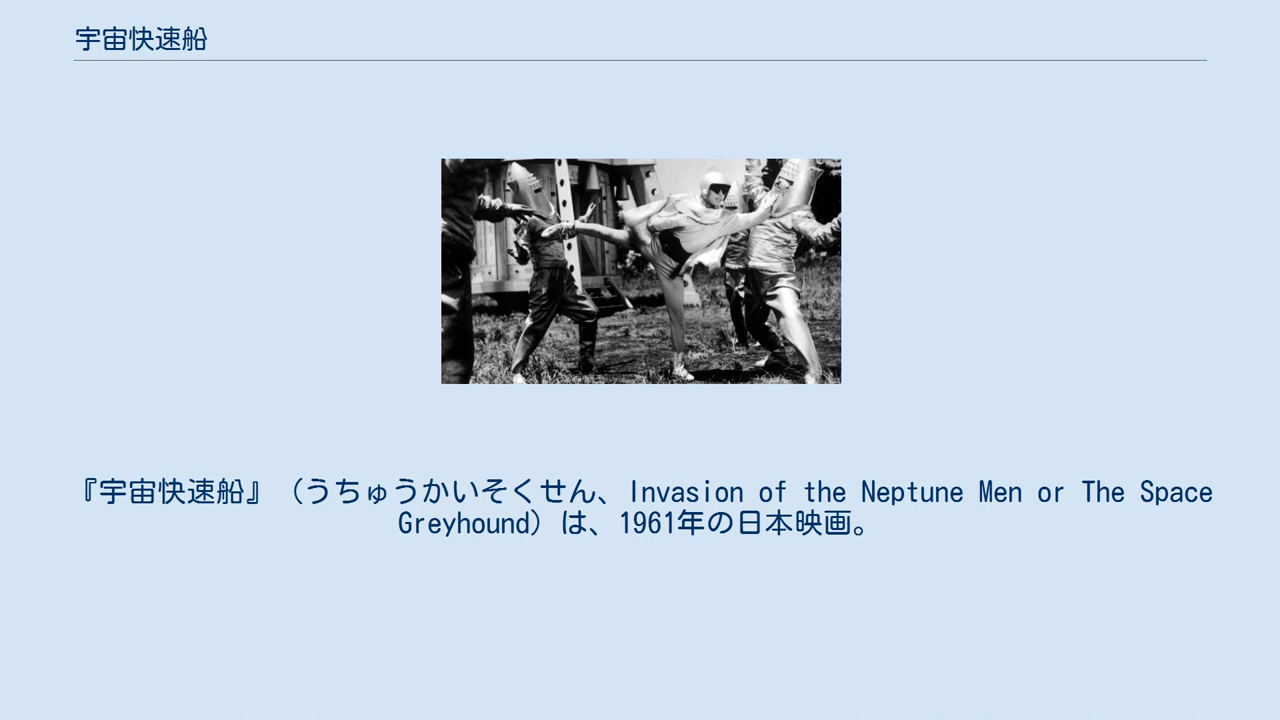 宇宙快速船
『宇宙快速船』（うちゅうかいそくせん、Invasion of the Neptune Men or The Space
Greyhound）は、1961年の日本映画。